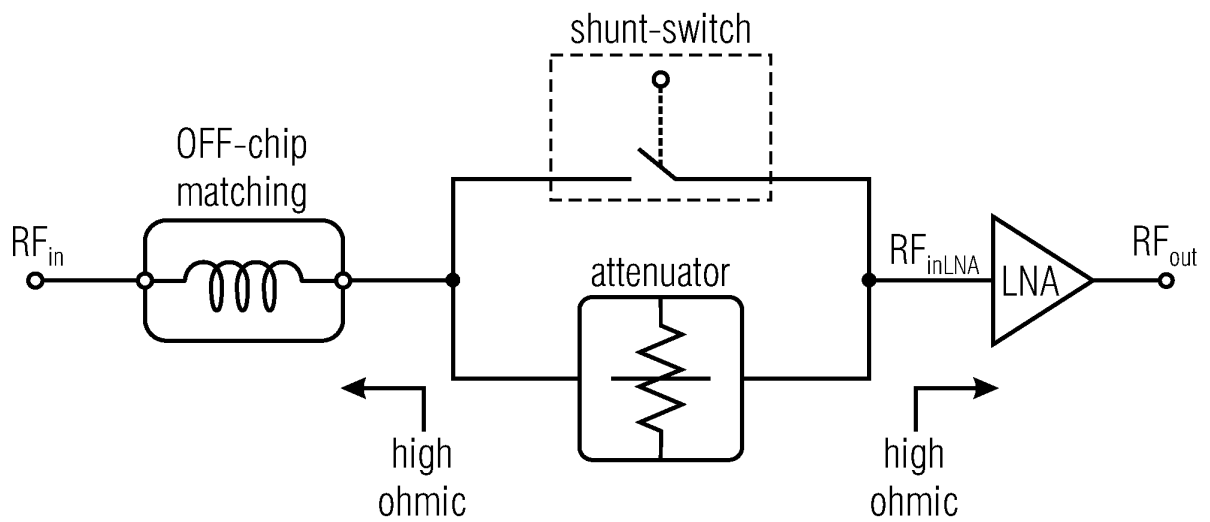 shunt-switch
OFF-chip
matching
RFin
attenuator
RFinLNA
LNA
RFout
high
ohmic
high
ohmic